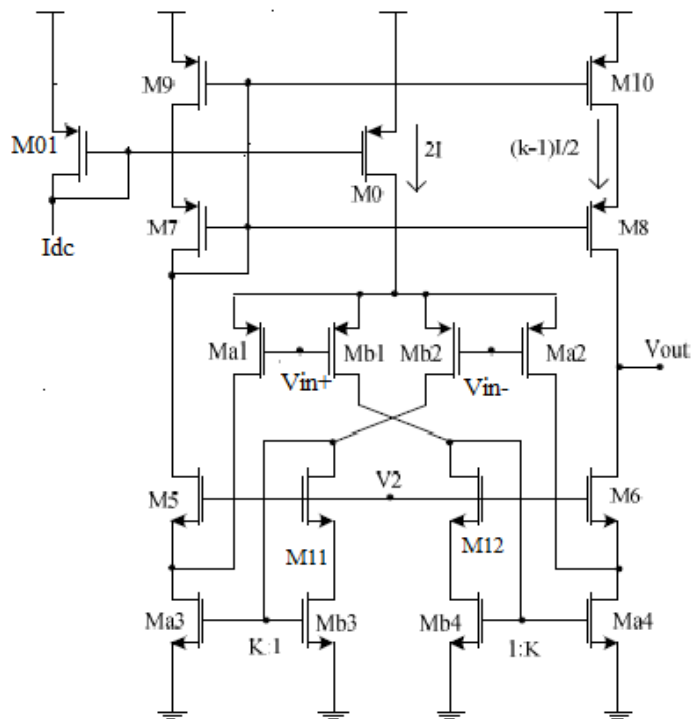 M9
M10
M01
2I
(k-1)I/2
M0
M7
M8
Idc
Ma1
Mb1
Mb2
Ma2
Vout
Vin+
Vin-
M5
V2
M6
M11
M12
Ma3
Mb3
Mb4
Ma4
K:1
1:K